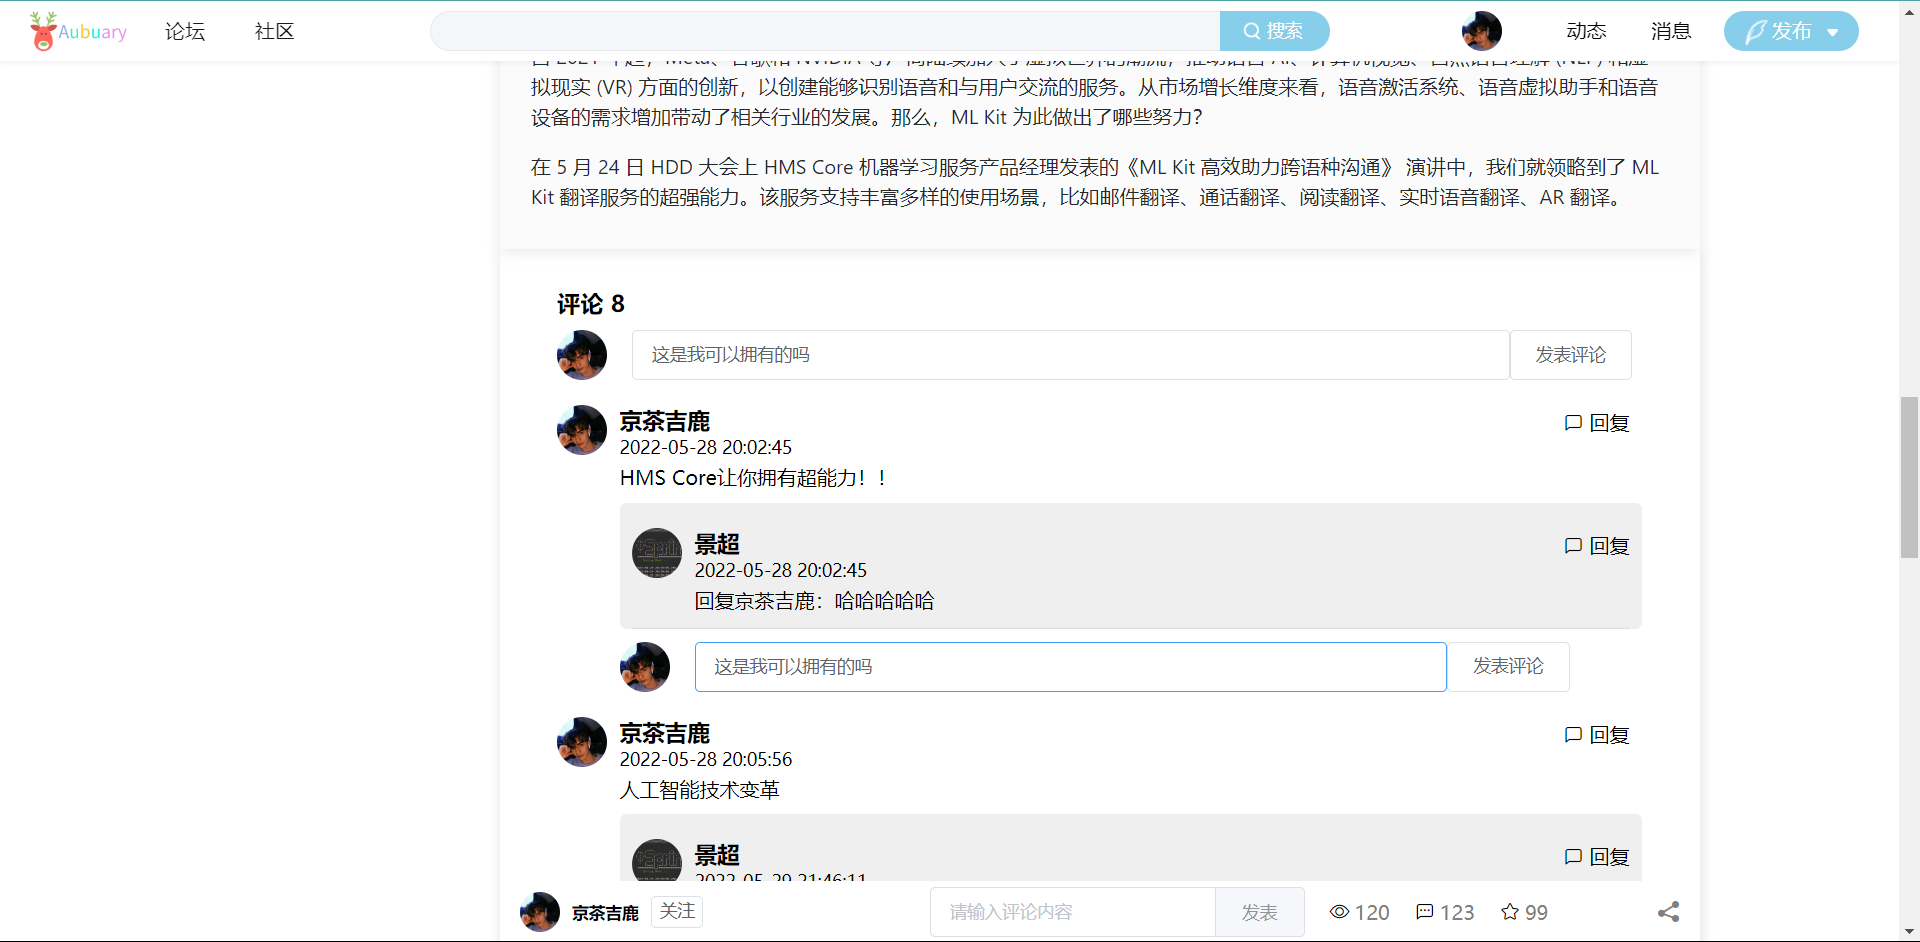 Aubuary
论坛
社区
搜索
动态
消息
发布
拟现实 (VR) 方面的创新，以创建能够识别语音和与用户交流的服务。从市场增长维度来看，语音激活系统、语音虚拟助手和语音
设备的需求增加带动了相关行业的发展。那么，ML Kit 为此做出了哪些努力？
在 5 月 24 日 HDD 大会上 HMS Core 机器学习服务产品经理发表的《ML Kit 高效助力跨语种沟通》 演讲中，我们就领略到了 ML
Kit 翻译服务的超强能力。该服务支持丰富多样的使用场景，比如邮件翻译、通话翻译、阅读翻译、实时语音翻译、AR 翻译。
评论 8
这是我可以拥有的吗
发表评论
京茶吉鹿
回复
2022-05-28 20:02:45
HMS Core让你拥有超能力！！
景超
回复
2022-05-28 20:02:45
回复京茶吉鹿：哈哈哈哈哈
这是我可以拥有的吗
发表评论
京茶吉鹿
回复
2022-05-28 20:05:56
人工智能技术变革
景超
回复
2022-05-29 21:46:11
京茶吉鹿
关注
请输入评论内容
发表
120
123
99